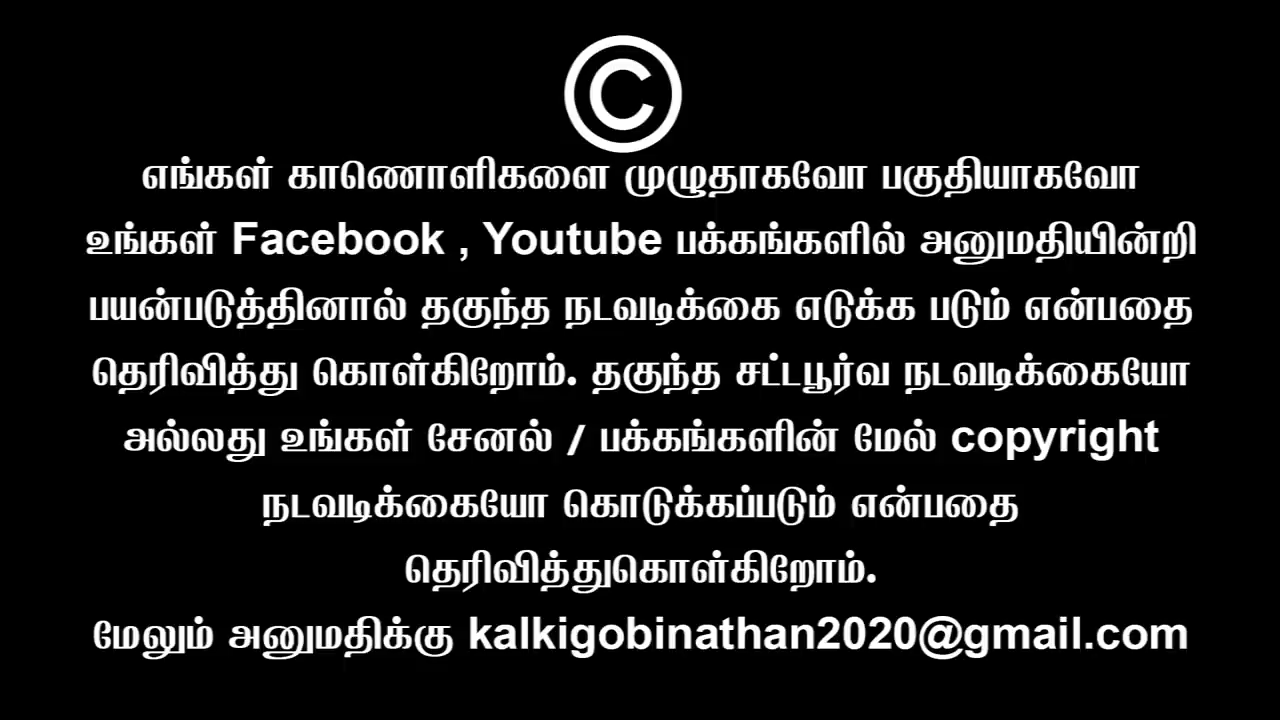 ©
எங்கள் காணொளிகளை முழுதாகவோ பகுதியாகவோ
உங்கள் Facebook , Youtube பக்கங்களில் அனுமதியின்றி
பயன்படுத்தினால் தகுந்த நடவடிக்கை எடுக்க படும் என்பதை
தெரிவித்து கொள்கிறோம். தகுந்த சட்டபூர்வ நடவடிக்கையோ
அல்லது உங்கள் சேனல் / பக்கங்களின் மேல் copyright
நடவடிக்கையோ கொடுக்கப்படும் என்பதை
தெரிவித்துகொள்கிறோம்.
மேலும் அனுமதிக்கு kalkigobinathan2020@gmail.com